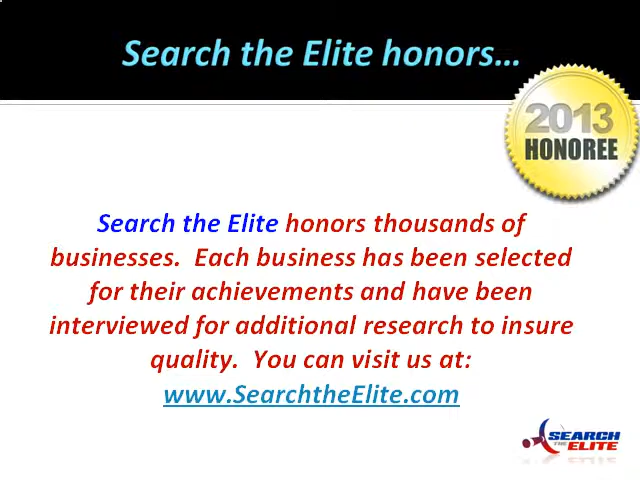 Search the Elite honors...
2013
HONOREE
Search the Elite honors thousands of
businesses.  Each business has been selected
for their achievements and have been
interviewed for additional research to insure
quality.  You can visit us at:
www.SearchtheElite.com
SEARCH
THE ELITE